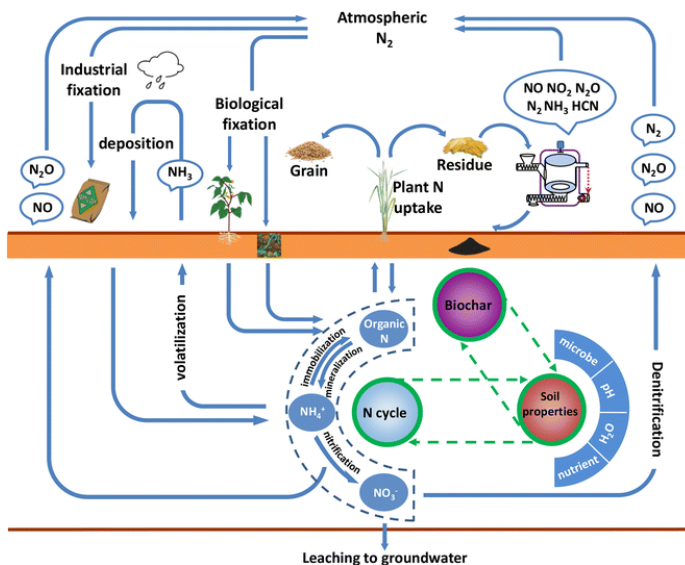 Atmospheric
N₂
Industrial
fixation
deposition
Biological
fixation
N₂O
NO
NH₃
Grain
Plant N
uptake
Residue
NO NO₂ N₂O
N₂ NH₃ HCN
N₂
N₂O
NO
volatilization
immobilization
mineralization
nitrification
Organic
N
NH₄⁺
NO₃⁻
N cycle
Biochar
Soil
properties
microbe
pH
H₂O
nutrient
Denitrification
Leaching to groundwater